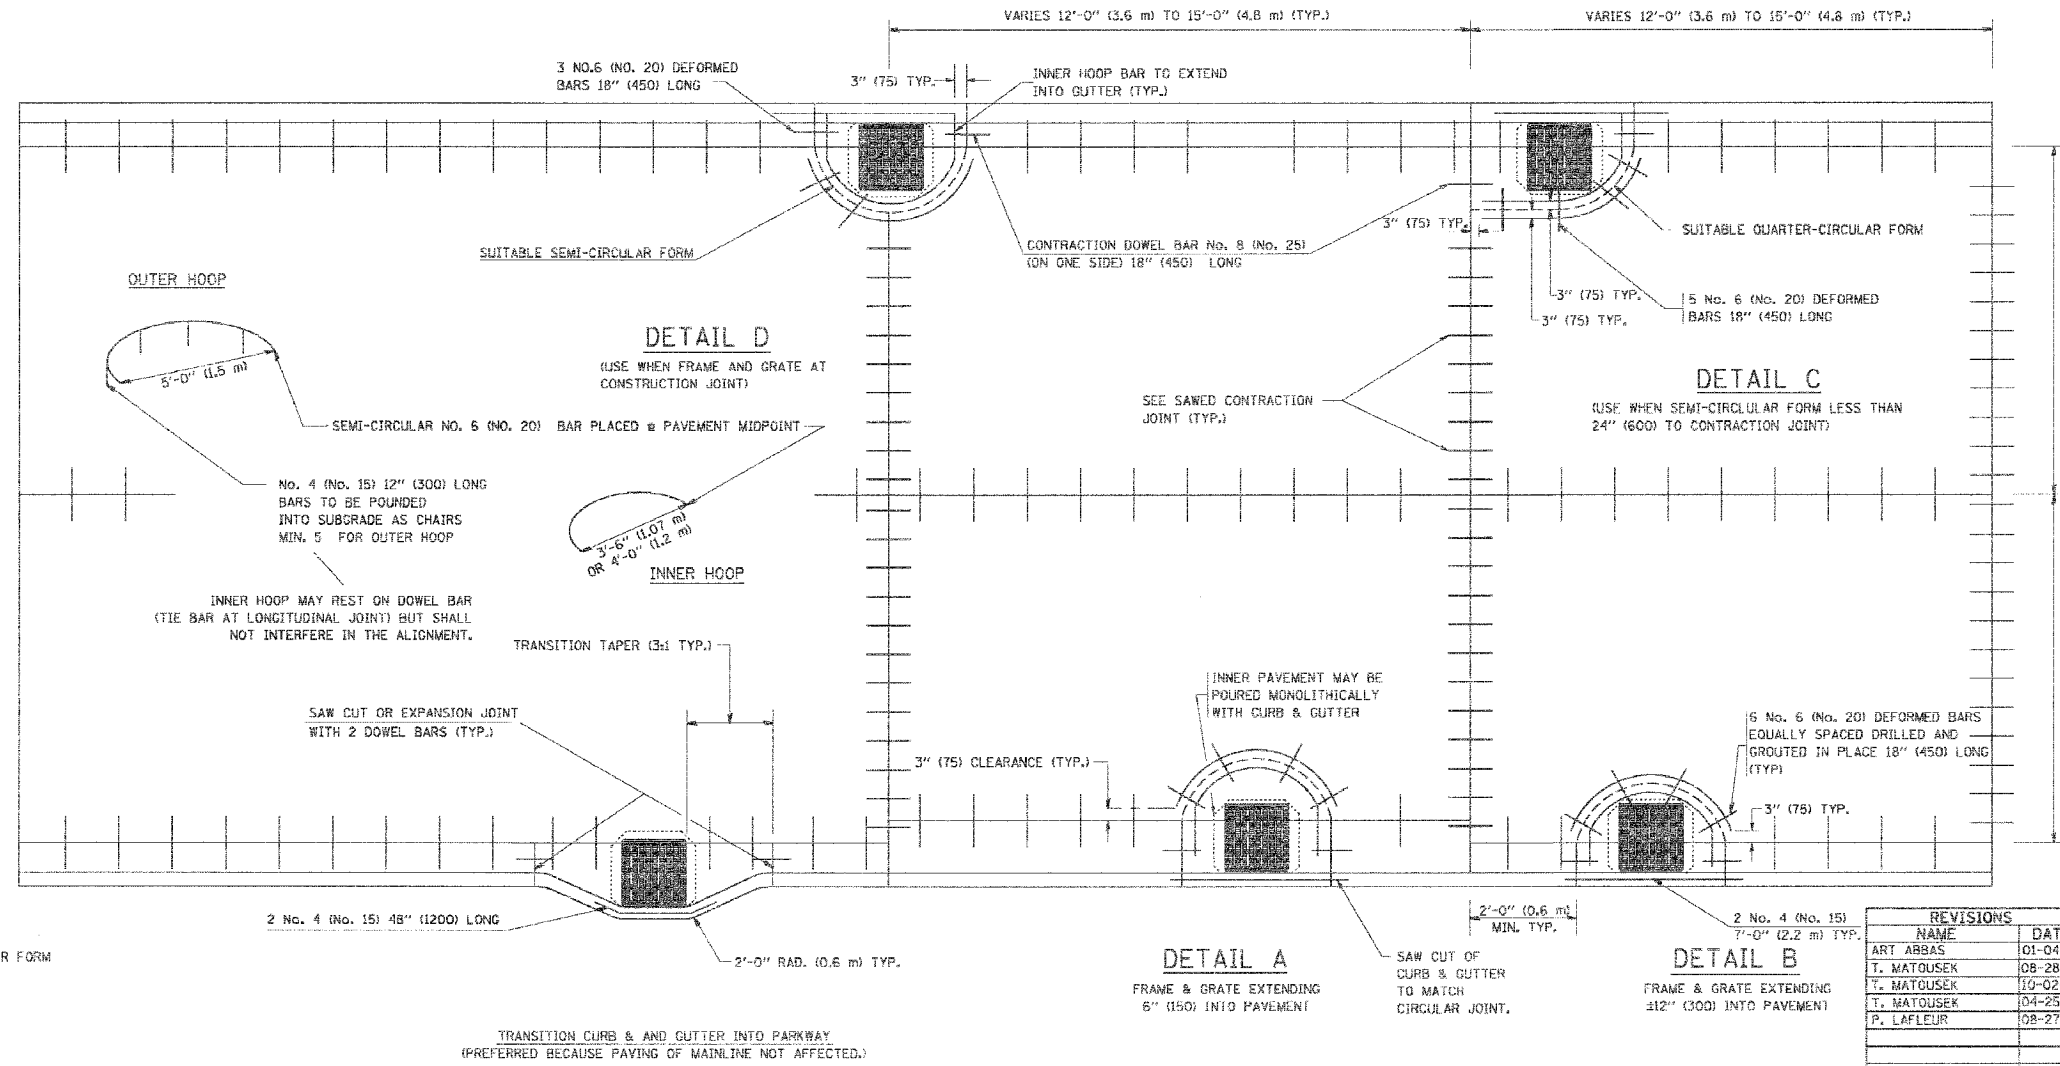 VARIES 12'-0" (3.6 m) TO 15'-0" (4.8 m) (TYP.)
VARIES 12'-0" (3.6 m) TO 15'-0" (4.8 m) (TYP.)
3 NO.6 (NO. 20) DEFORMED
BARS 18" (450) LONG
3" (75) TYP.
INNER HOOP BAR TO EXTEND
INTO GUTTER (TYP.)
SUITABLE SEMI-CIRCULAR FORM
CONTRACTION DOWEL BAR No. 8 (No. 25)
(ON ONE SIDE) 18" (450) LONG
3" (75) TYP.
SUITABLE QUARTER-CIRCULAR FORM
3" (75) TYP.
3" (75) TYP.
5 No. 6 (No. 20) DEFORMED
BARS 18" (450) LONG
OUTER HOOP
5'-0" (1.5 m)
DETAIL D
(USE WHEN FRAME AND GRATE AT
CONSTRUCTION JOINT)
SEE SAWED CONTRACTION
JOINT (TYP.)
DETAIL C
(USE WHEN SEMI-CIRCLULAR FORM LESS THAN
24" (600) TO CONTRACTION JOINT)
SEMI-CIRCULAR NO. 6 (NO. 20) BAR PLACED @ PAVEMENT MIDPOINT
No. 4 (No. 15) 12" (300) LONG
BARS TO BE POUNDED
INTO SUBGRADE AS CHAIRS
MIN. 5 FOR OUTER HOOP
3'-6" (1.07 m)
OR 4'-0" (1.2 m)
INNER HOOP
INNER HOOP MAY REST ON DOWEL BAR
(TIE BAR AT LONGITUDINAL JOINT) BUT SHALL
NOT INTERFERE IN THE ALIGNMENT.
TRANSITION TAPER (3:1 TYP.)
SAW CUT OR EXPANSION JOINT
WITH 2 DOWEL BARS (TYP.)
INNER PAVEMENT MAY BE
POURED MONOLITHICALLY
WITH CURB & GUTTER
3" (75) CLEARANCE (TYP.)
6 No. 6 (No. 20) DEFORMED BARS
EQUALLY SPACED DRILLED AND
GROUTED IN PLACE 18" (450) LONG
(TYP)
3" (75) TYP.
2 No. 4 (No. 15) 48" (1200) LONG
2'-0" RAD. (0.6 m) TYP.
R FORM
2'-0" (0.6 m)
MIN. TYP.
2 No. 4 (No. 15)
7'-0" (2.2 m) TYP.
DETAIL A
FRAME & GRATE EXTENDING
6" (150) INTO PAVEMENT
SAW CUT OF
CURB & GUTTER
TO MATCH
CIRCULAR JOINT.
DETAIL B
FRAME & GRATE EXTENDING
±12" (300) INTO PAVEMENT
TRANSITION CURB & AND GUTTER INTO PARKWAY
(PREFERRED BECAUSE PAVING OF MAINLINE NOT AFFECTED.)
REVISIONS
NAME DAT
ART ABBAS 01-04
T. MATOUSEK 08-28
T. MATOUSEK 10-02
T. MATOUSEK 04-25
P. LAFLEUR 08-27